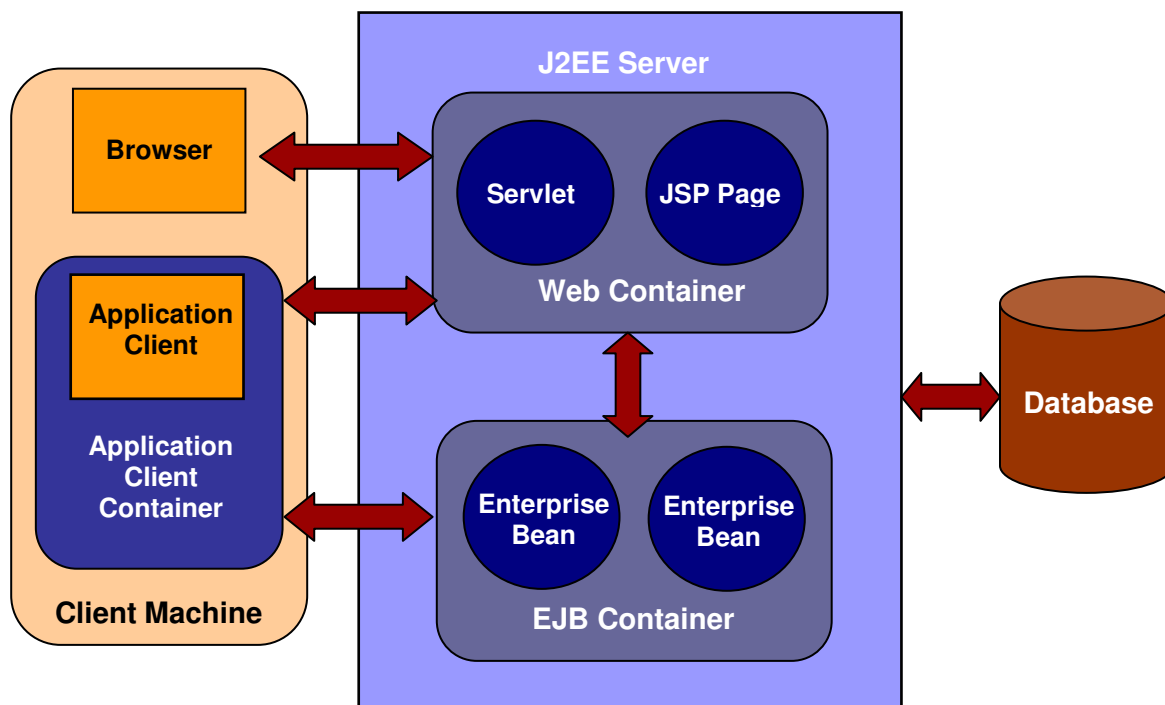 J2EE Server
Browser
Servlet
JSP Page
Web Container
Application
Client
Application
Client
Container
Client Machine
Enterprise
Bean
Enterprise
Bean
EJB Container
Database